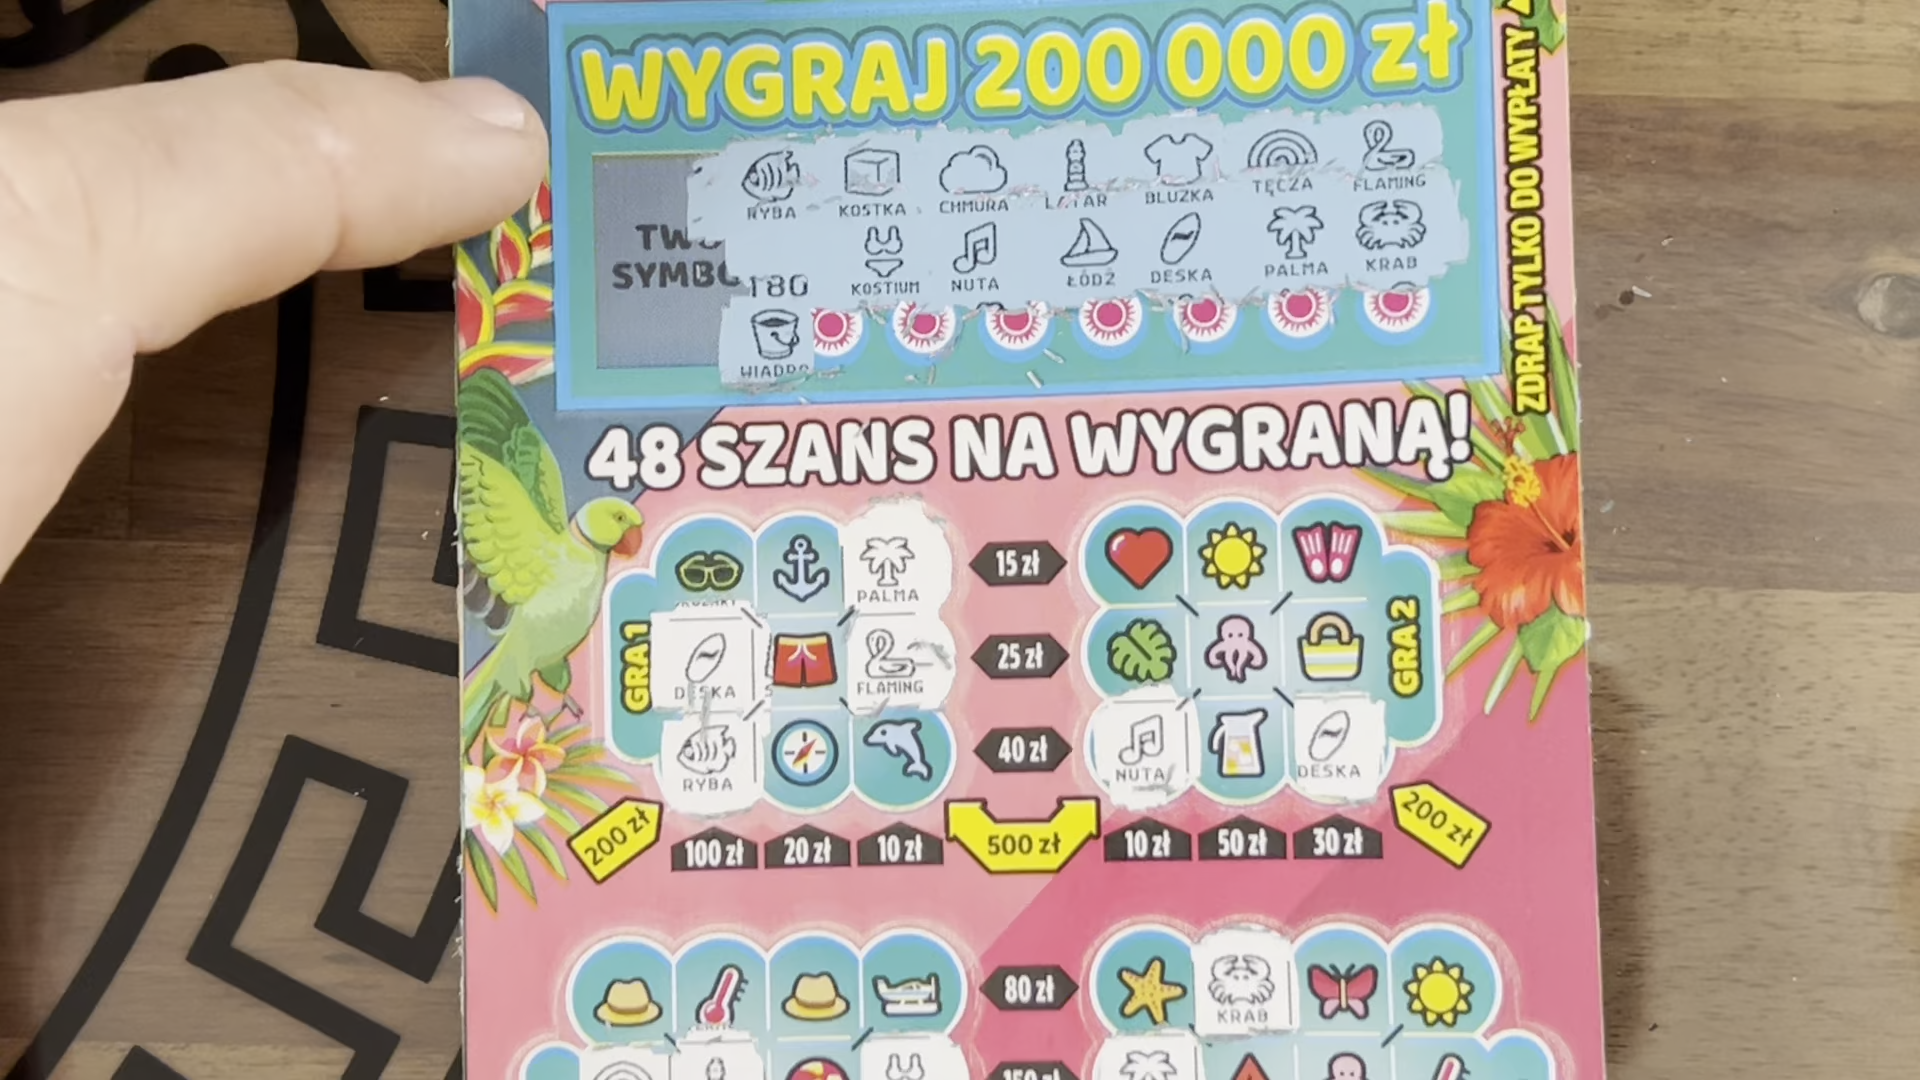 WYGRAJ 200 000 zł
ZDRAP TYLKO DO WYPŁATY
RYBA KOSTKA CHMURA BLUZKA TĘCZA FLAMING
KOSTIUM NUTA ŁÓDŹ DESKA PALMA KRAB
180
WIADRO
48 SZANS NA WYGRANĄ!
PALMA 15 zł
GRA 1 DESKA FLAMING 25 zł GRA 2
RYBA 40 zł NUTA DESKA
200 zł 100 zł 20 zł 10 zł 500 zł 10 zł 50 zł 30 zł 200 zł
80 zł KRAB